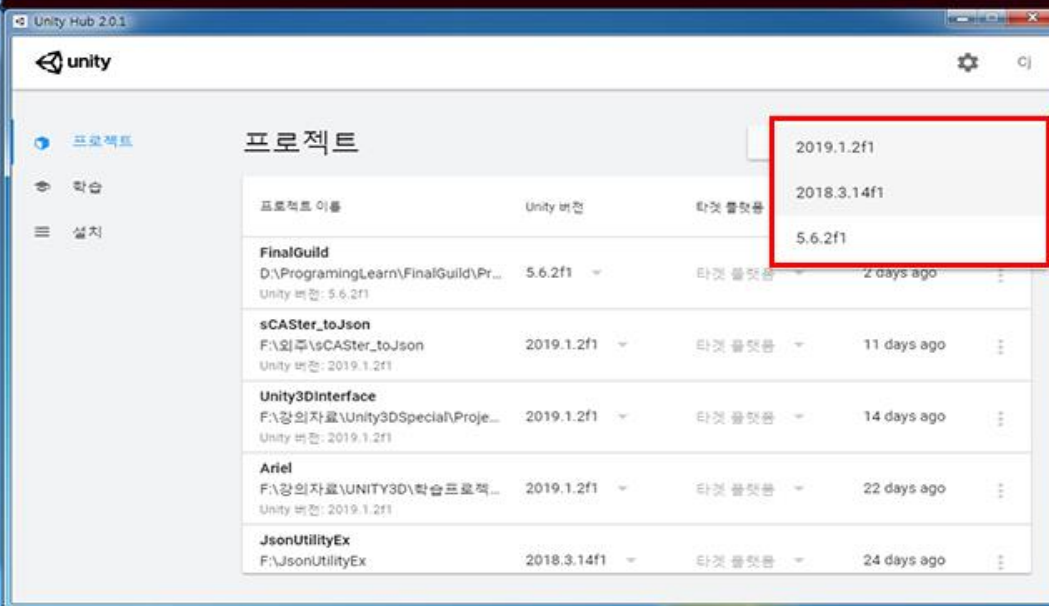 Unity Hub 2.0.1
unity
Cj
프로젝트
학습
설치
프로젝트
2019.1.2f1
2018.3.14f1
5.6.2f1
프로젝트 이름 Unity 버전 타겟 플랫폼
FinalGuild
D:\ProgramingLearn\FinalGuild\Pr... 5.6.2f1 타겟 플랫폼 2 days ago
Unity 버전: 5.6.2f1
sCASter_toJson
F:\외주\sCASter_toJson 2019.1.2f1 타겟 플랫폼 11 days ago
Unity 버전: 2019.1.2f1
Unity3DInterface
F:\강의자료\Unity3DSpecial\Proje... 2019.1.2f1 타겟 플랫폼 14 days ago
Unity 버전: 2019.1.2f1
Ariel
F:\강의자료\UNITY3D\학습프로젝... 2019.1.2f1 타겟 플랫폼 22 days ago
Unity 버전: 2019.1.2f1
JsonUtilityEx
F:\JsonUtilityEx 2018.3.14f1 타겟 플랫폼 24 days ago